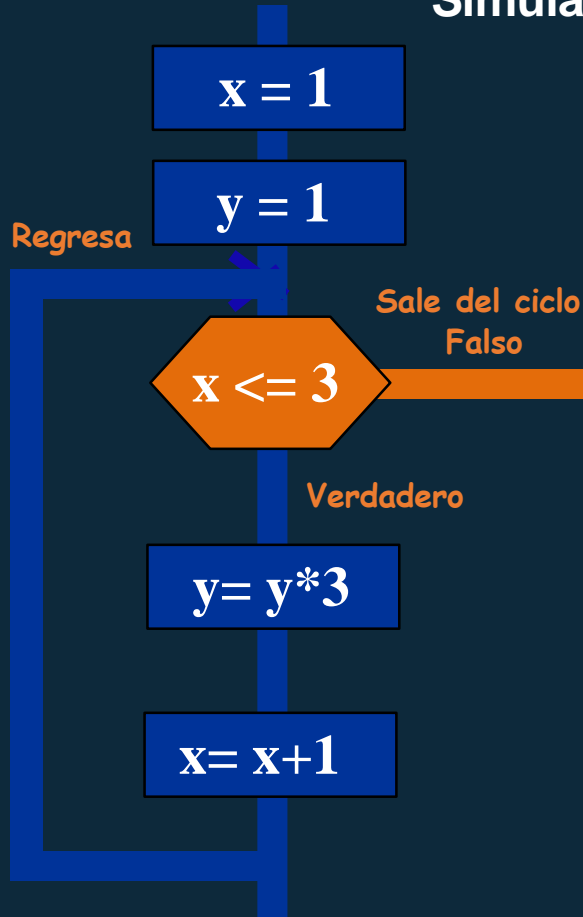 x = 1
y = 1
Regresa
Sale del ciclo
Falso
x <= 3
Verdadero
y= y*3
x= x+1